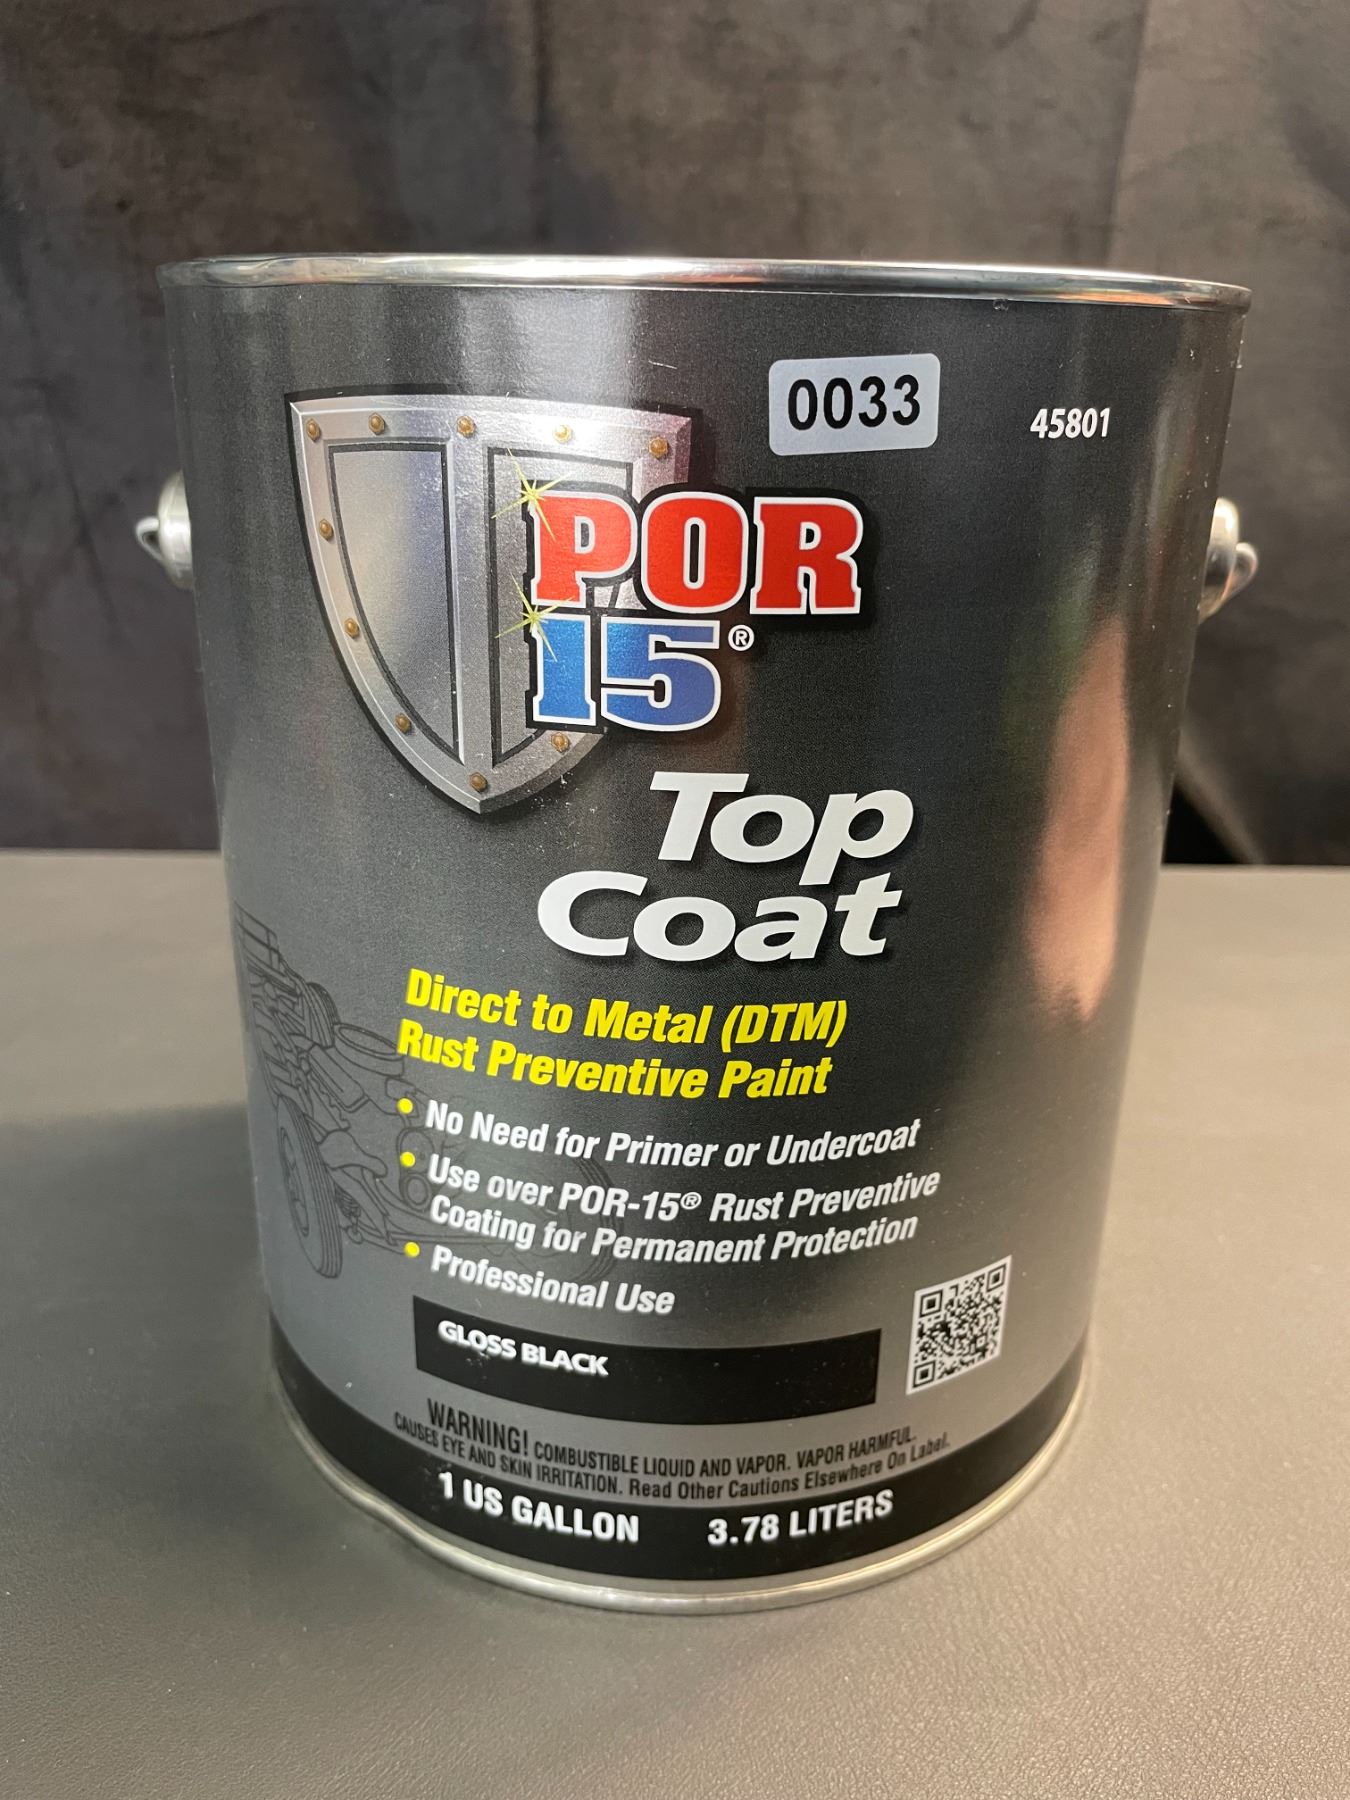 0033
45801
POR
15®
Top
Coat
Direct to Metal (DTM)
Rust Preventive Paint
• No Need for Primer or Undercoat
• Use over POR-15® Rust Preventive
Coating for Permanent Protection
• Professional Use
GLOSS BLACK
WARNING! COMBUSTIBLE LIQUID AND VAPOR. VAPOR HARMFUL.
CAUSES EYE AND SKIN IRRITATION. Read Other Cautions Elsewhere On Label.
1 US GALLON 3.78 LITERS